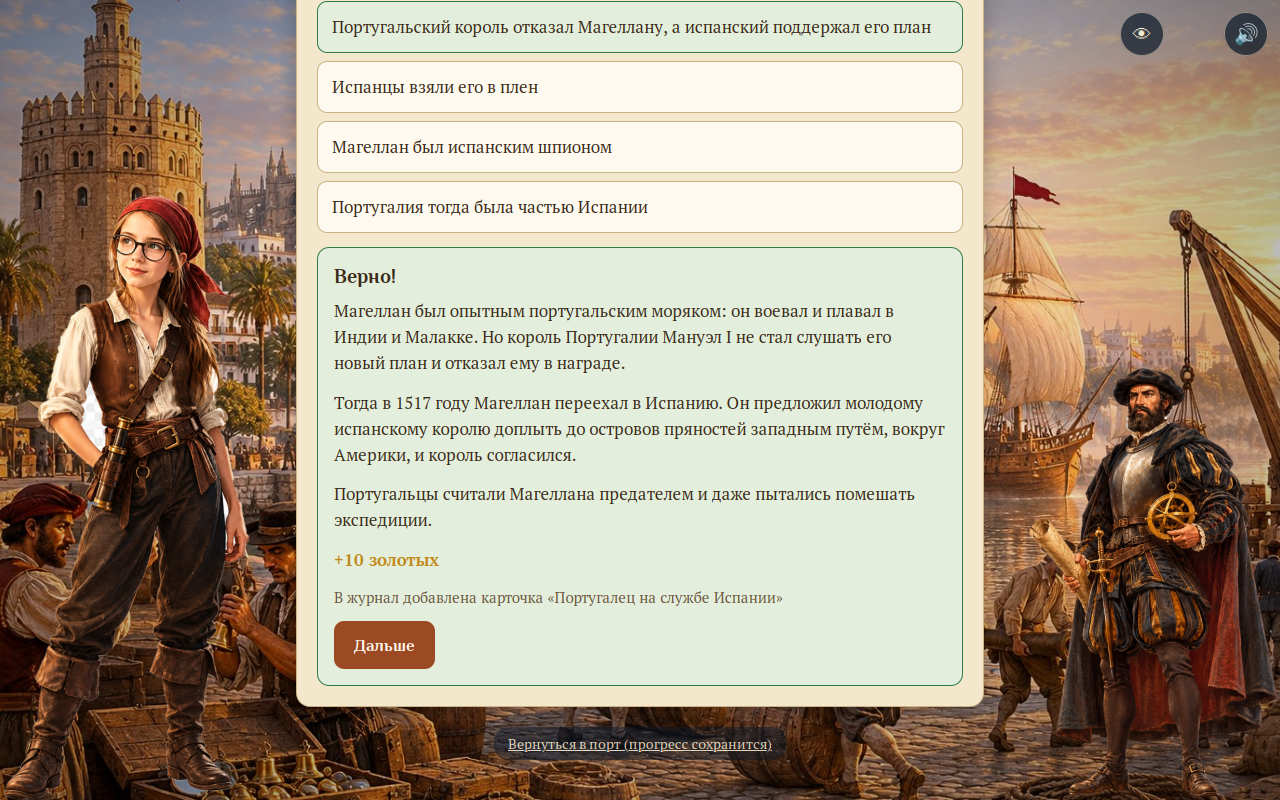 Португальский король отказал Магеллану, а испанский поддержал его план
Испанцы взяли его в плен
Магеллан был испанским шпионом
Португалия тогда была частью Испании
Верно!
Магеллан был опытным португальским моряком: он воевал и плавал в
Индии и Малакке. Но король Португалии Мануэл I не стал слушать его
новый план и отказал ему в награде.
Тогда в 1517 году Магеллан переехал в Испанию. Он предложил молодому
испанскому королю доплыть до островов пряностей западным путём, вокруг
Америки, и король согласился.
Португальцы считали Магеллана предателем и даже пытались помешать
экспедиции.
+10 золотых
В журнал добавлена карточка «Португалец на службе Испании»
Дальше
Вернуться в порт (прогресс сохранится)